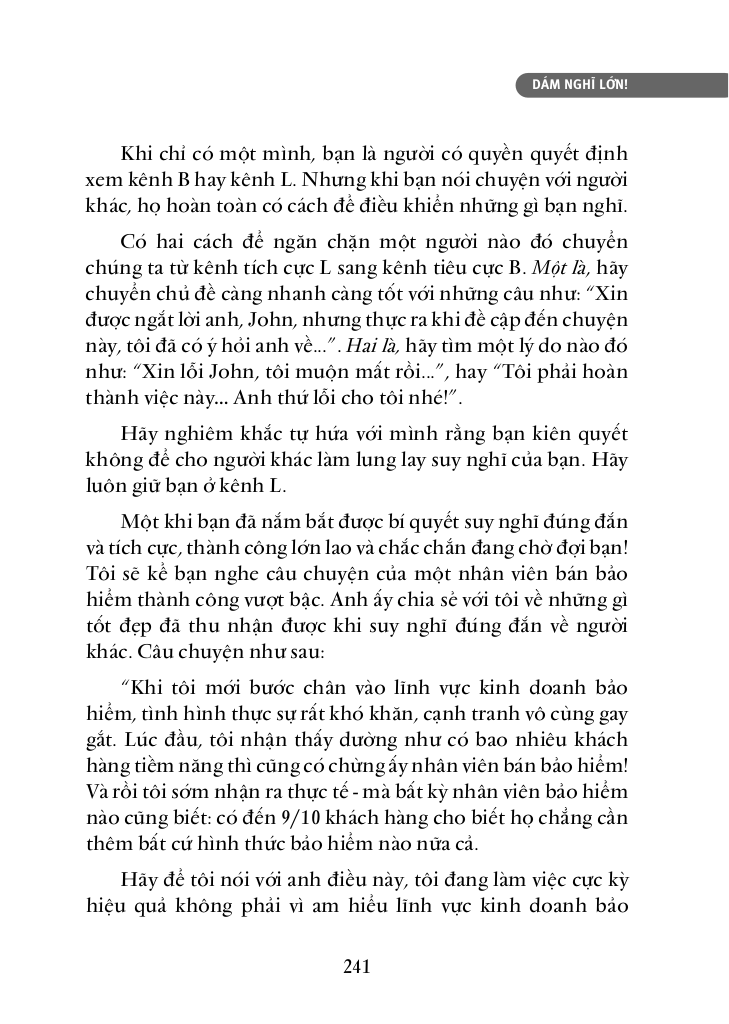 DÁM NGHĨ LỚN!
Khi chỉ có một mình, bạn là người có quyền quyết định
xem kênh B hay kênh L. Nhưng khi bạn nói chuyện với người
khác, họ hoàn toàn có cách để điều khiển những gì bạn nghĩ.
Có hai cách để ngăn chặn một người nào đó chuyển
chúng ta từ kênh tích cực L sang kênh tiêu cực B. Một là, hãy
chuyển chủ đề càng nhanh càng tốt với những câu như: “Xin
được ngắt lời anh, John, nhưng thực ra khi đề cập đến chuyện
này, tôi đã có ý hỏi anh về...”. Hai là, hãy tìm một lý do nào đó
như: “Xin lỗi John, tôi muộn mất rồi...”, hay “Tôi phải hoàn
thành việc này... Anh thứ lỗi cho tôi nhé!”.
Hãy nghiêm khắc tự hứa với mình rằng bạn kiên quyết
không để cho người khác làm lung lay suy nghĩ của bạn. Hãy
luôn giữ bạn ở kênh L.
Một khi bạn đã nắm bắt được bí quyết suy nghĩ đúng đắn
và tích cực, thành công lớn lao và chắc chắn đang chờ đợi bạn!
Tôi sẽ kể bạn nghe câu chuyện của một nhân viên bán bảo
hiểm thành công vượt bậc. Anh ấy chia sẻ với tôi về những gì
tốt đẹp đã thu nhận được khi suy nghĩ đúng đắn về người
khác. Câu chuyện như sau:
“Khi tôi mới bước chân vào lĩnh vực kinh doanh bảo
hiểm, tình hình thực sự rất khó khăn, cạnh tranh vô cùng gay
gắt. Lúc đầu, tôi nhận thấy dường như có bao nhiêu khách
hàng tiềm năng thì cũng có chừng ấy nhân viên bán bảo hiểm!
Và rồi tôi sớm nhận ra thực tế - mà bất kỳ nhân viên bảo hiểm
nào cũng biết: có đến 9/10 khách hàng cho biết họ chẳng cần
thêm bất cứ hình thức bảo hiểm nào nữa cả.
Hãy để tôi nói với anh điều này, tôi đang làm việc cực kỳ
hiệu quả không phải vì am hiểu lĩnh vực kinh doanh bảo
241